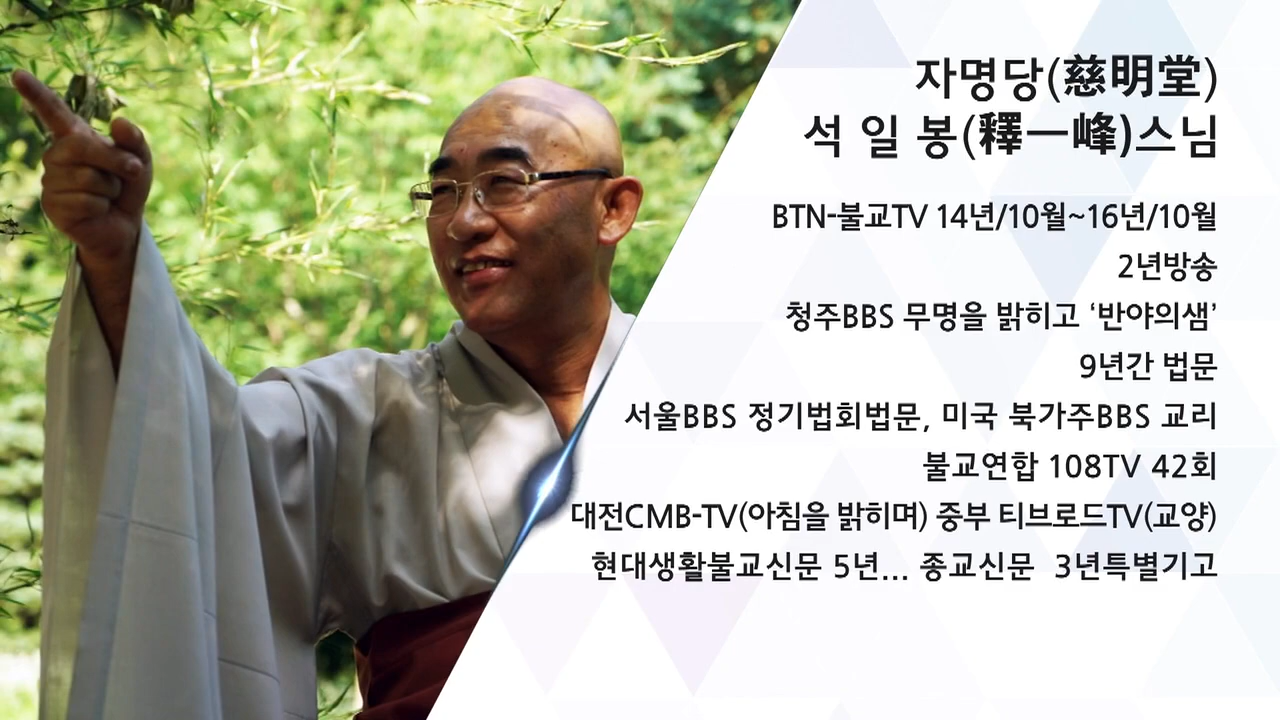 자명당(慈明堂)
석 일 봉(釋一峰)스님
BTN-불교TV 14년/10월~16년/10월
2년방송
청주BBS 무명을 밝히고 ‘반야의샘’
9년간 법문
서울BBS 정기법회법문, 미국 북가주BBS 교리
불교연합 108TV 42회
대전CMB-TV(아침을 밝히며) 중부 티브로드TV(교양)
현대생활불교신문 5년... 종교신문 3년특별기고